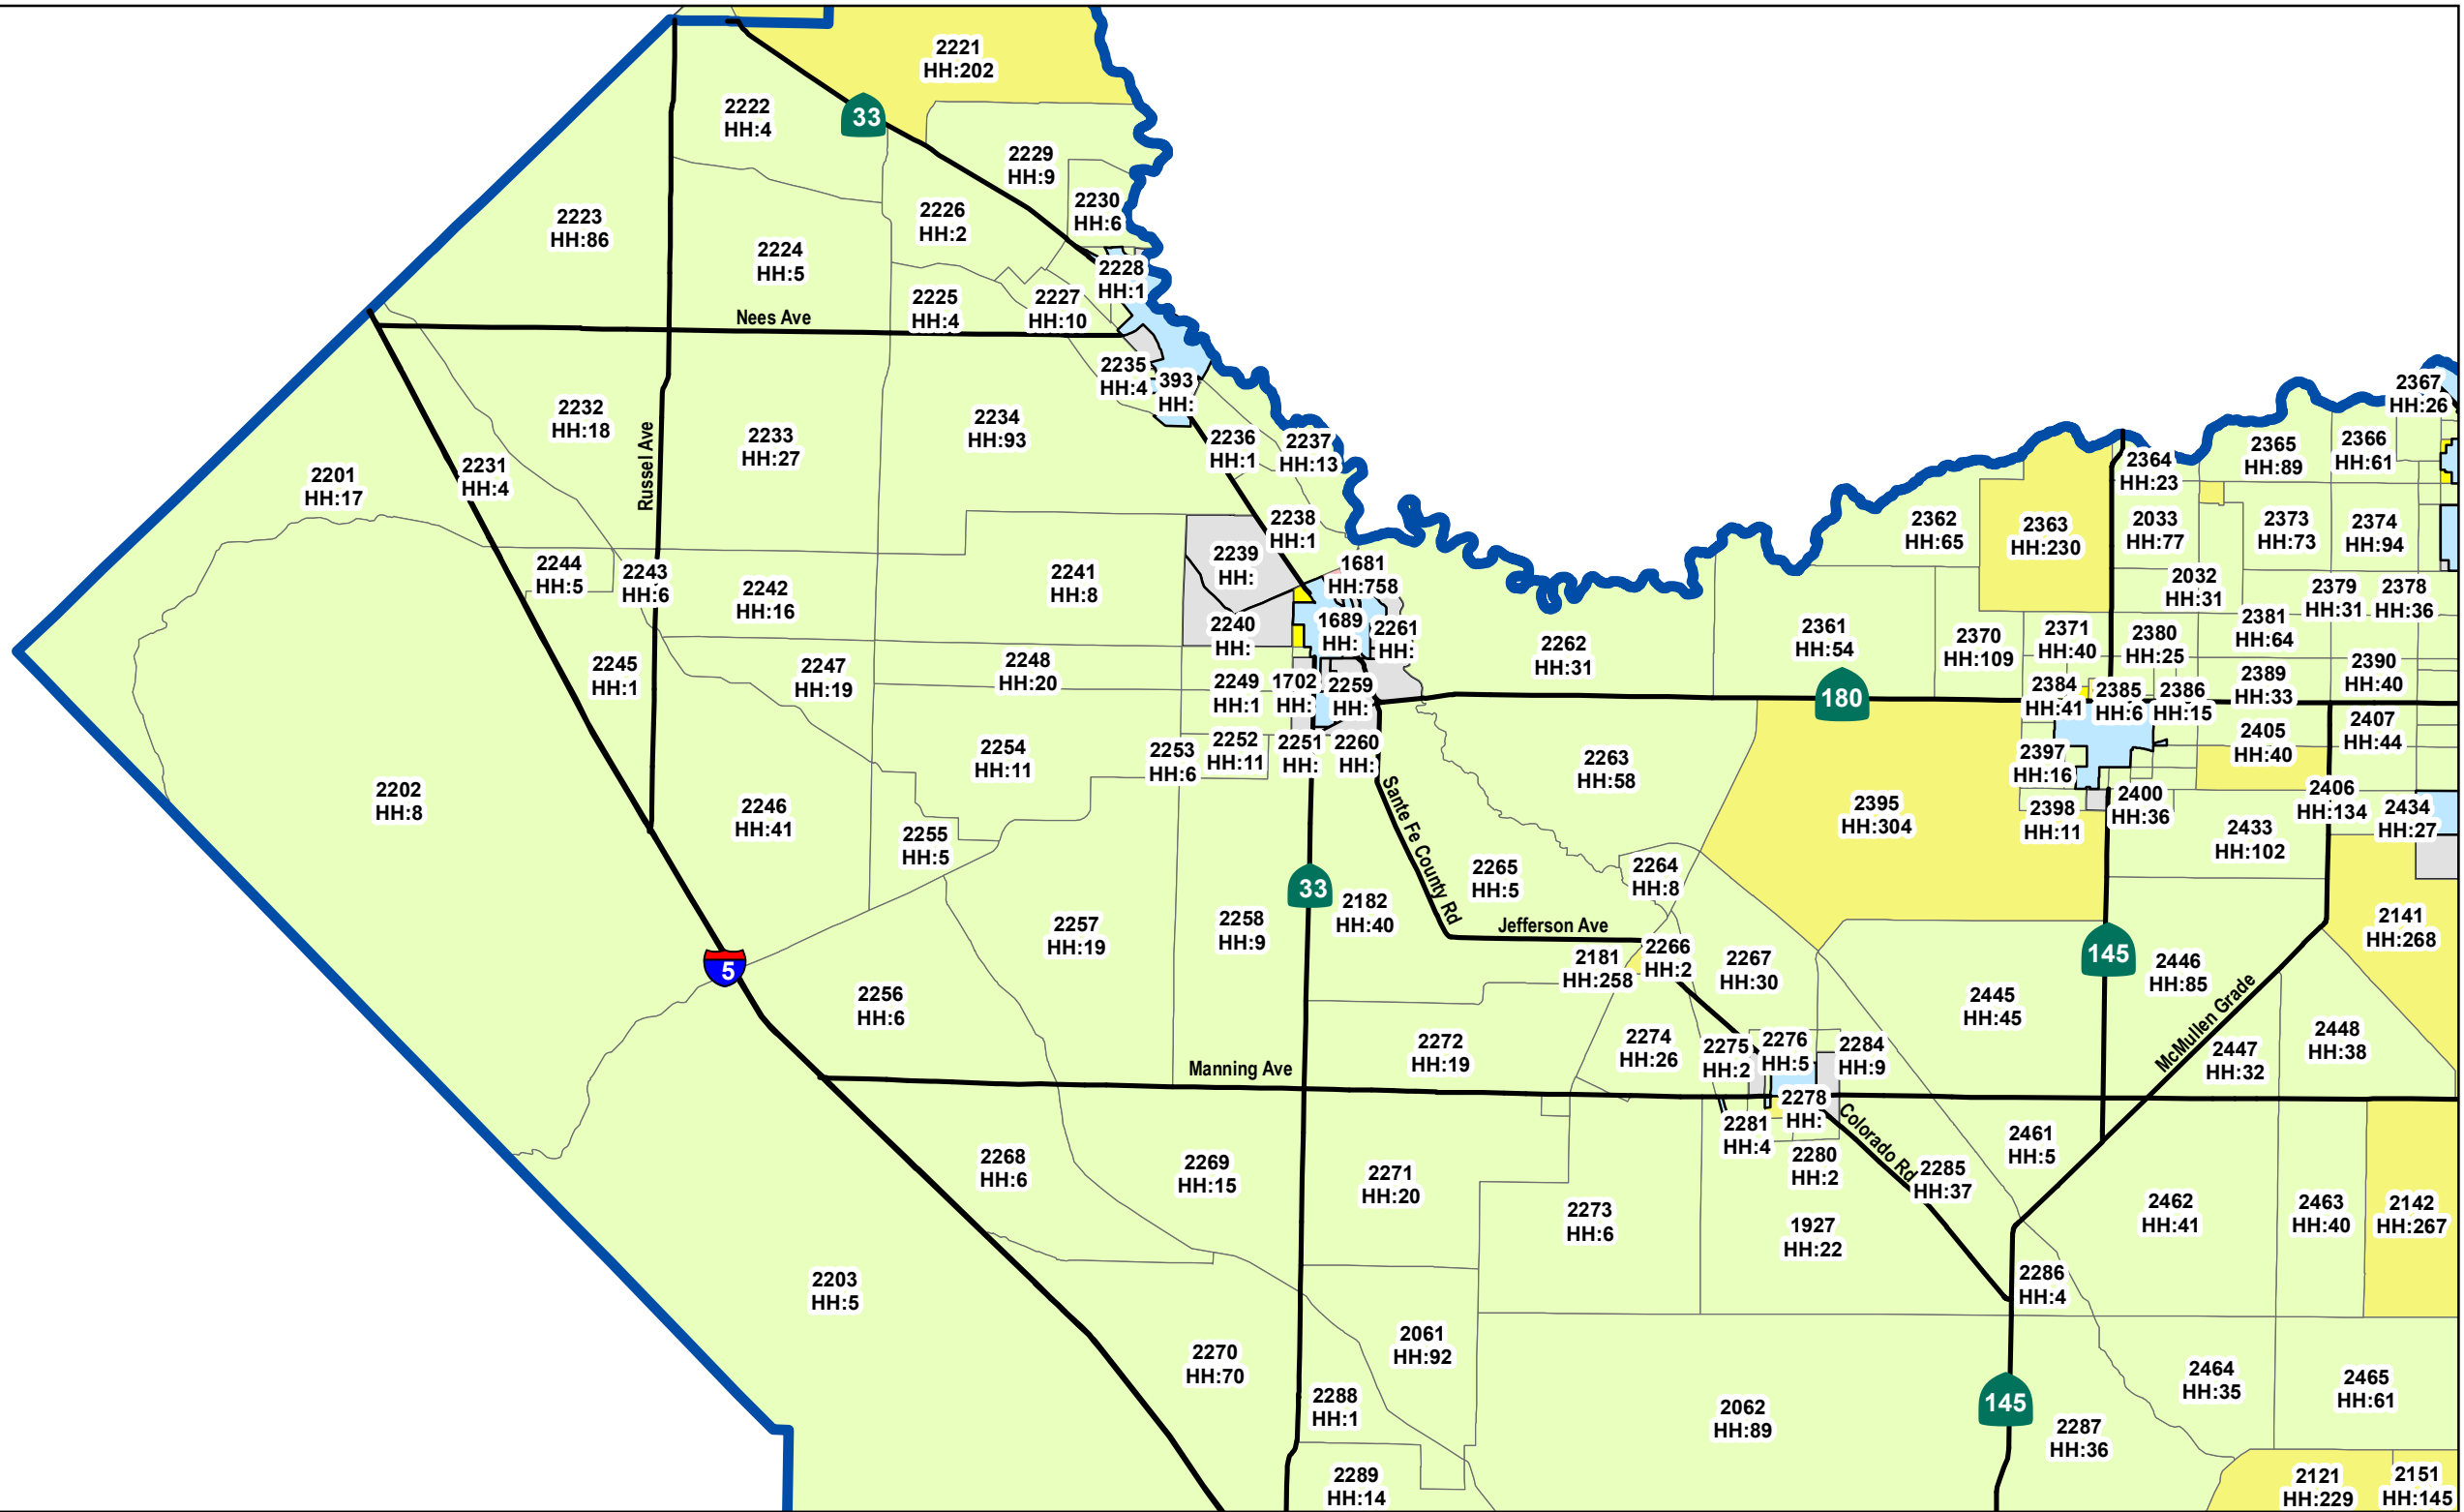 2221
HH:202
2222
HH:4
33
2229
HH:9
2223
HH:86
2226
HH:2
2230
HH:6
2224
HH:5
2228
HH:1
2225
HH:4
2227
HH:10
Nees Ave
2235
HH:4
393
HH:
2367
HH:26
2232
HH:18
2233
HH:27
2234
HH:93
2236
HH:1
2237
HH:13
Russel Ave
2201
HH:17
2231
HH:4
2364
HH:23
2365
HH:89
2366
HH:61
2238
HH:1
2239
HH:
2362
HH:65
2363
HH:230
2033
HH:77
2373
HH:73
2374
HH:94
2244
HH:5
2243
HH:6
2242
HH:16
2241
HH:8
1681
HH:758
2032
HH:31
2379
HH:31
2378
HH:36
2240
HH:
1689
HH:
2261
HH:
2262
HH:31
2361
HH:54
2370
HH:109
2371
HH:40
2380
HH:25
2381
HH:64
2245
HH:1
2247
HH:19
2248
HH:20
2249
HH:1
1702
HH:
2259
HH:
180
2384
HH:41
2385
HH:6
2386
HH:15
2389
HH:33
2390
HH:40
2254
HH:11
2253
HH:6
2252
HH:11
2251
HH:
2260
HH:
2263
HH:58
2397
HH:16
2405
HH:40
2407
HH:44
2202
HH:8
2246
HH:41
2255
HH:5
Sante Fe County Rd
2395
HH:304
2398
HH:11
2400
HH:36
2406
HH:134
2434
HH:27
2433
HH:102
33
2182
HH:40
2265
HH:5
2264
HH:8
2257
HH:19
2258
HH:9
Jefferson Ave
2141
HH:268
5
2181
HH:258
2266
HH:2
2267
HH:30
145
2446
HH:85
2256
HH:6
2445
HH:45
McMullen Grade
2272
HH:19
2274
HH:26
2275
HH:2
2276
HH:5
2284
HH:9
2447
HH:32
2448
HH:38
Manning Ave
2278
HH:
2281
HH:4
Colorado Rd
2461
HH:5
2268
HH:6
2269
HH:15
2271
HH:20
2280
HH:2
2285
HH:37
2273
HH:6
1927
HH:22
2462
HH:41
2463
HH:40
2142
HH:267
2203
HH:5
2286
HH:4
2270
HH:70
2061
HH:92
2288
HH:1
2062
HH:89
145
2287
HH:36
2464
HH:35
2465
HH:61
2289
HH:14
2121
HH:229
2151
HH:145